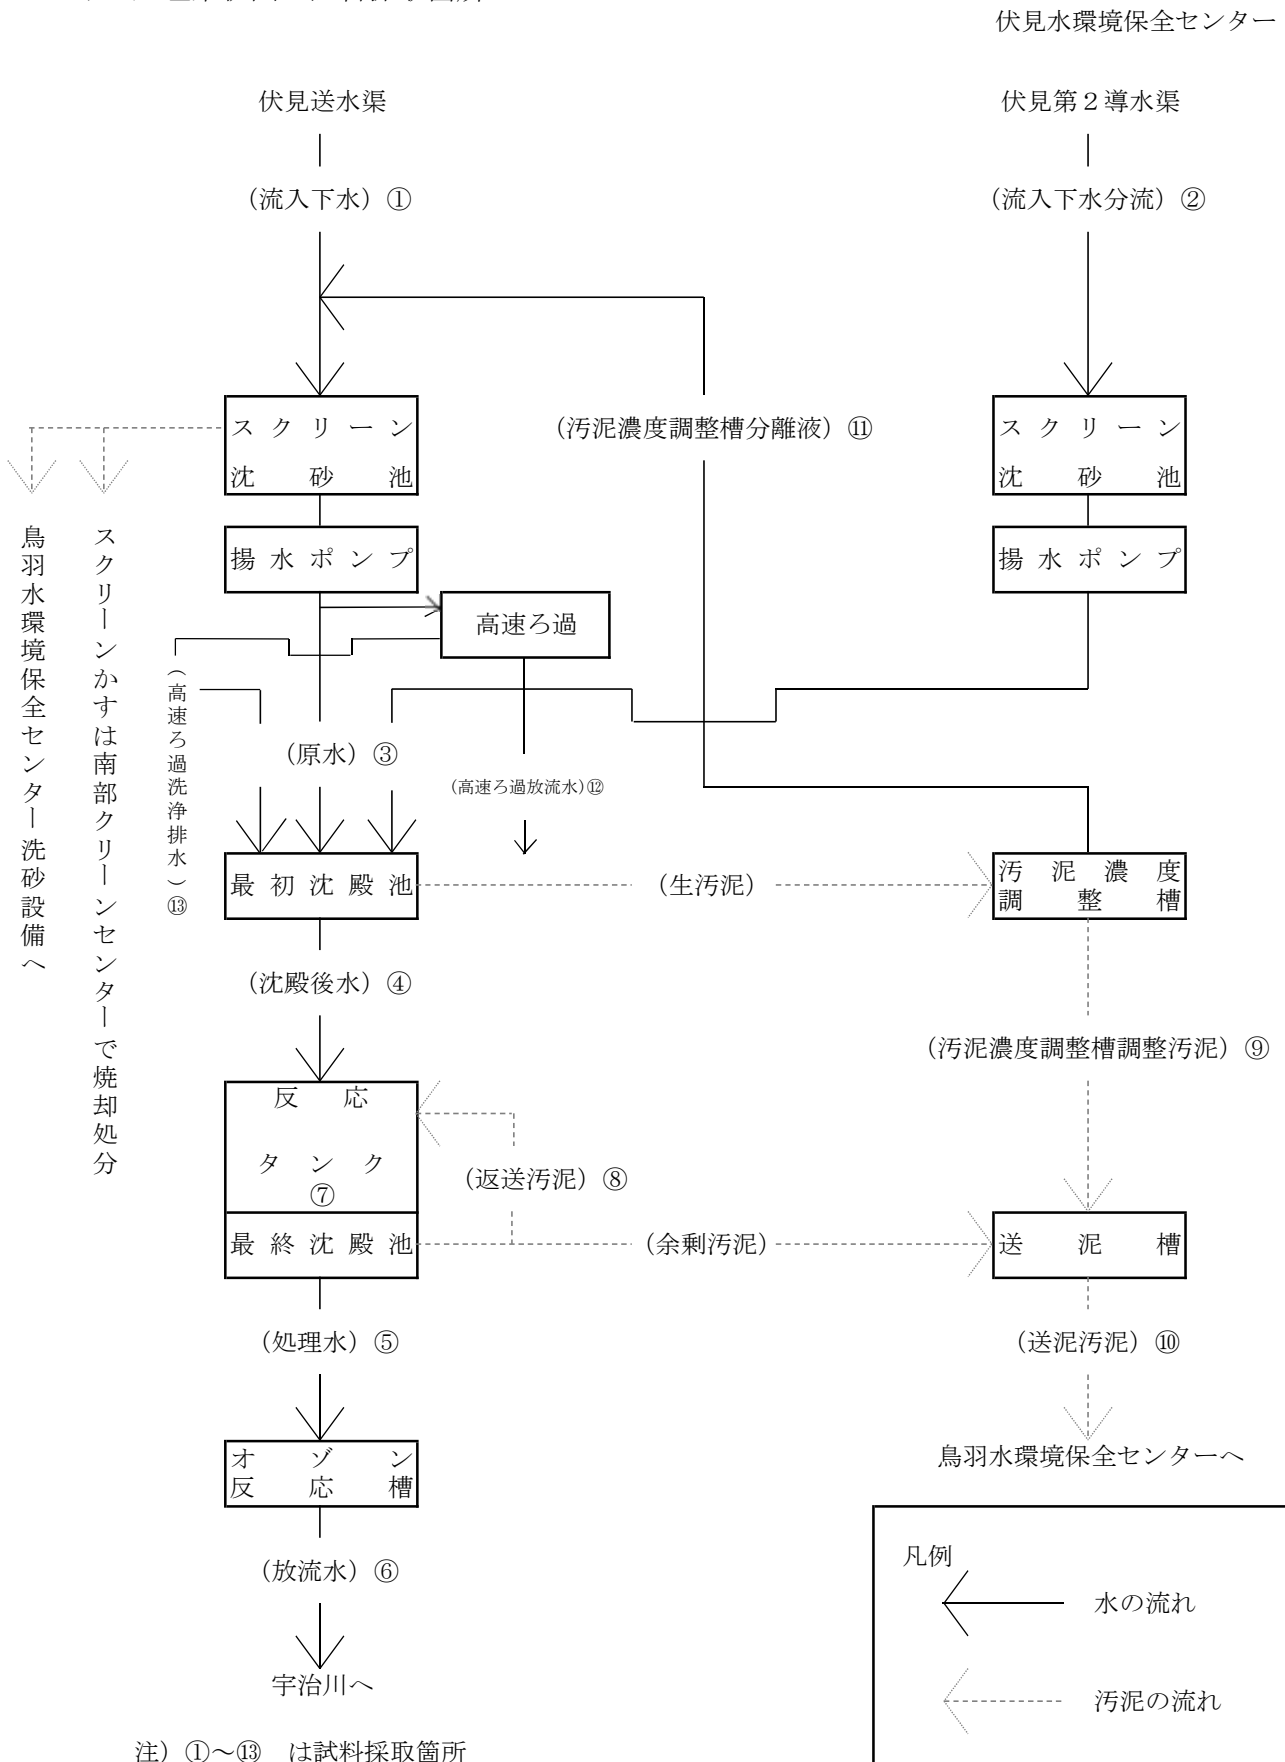 伏見水環境保全センター
伏見送水渠
伏見第２導水渠
（流入下水）①
（流入下水分流）②
スクリーン
沈砂池
（汚泥濃度調整槽分離液）⑪
スクリーン
沈砂池
鳥羽水環境保全センター洗砂設備へ
スクリーンかすは南部クリーンセンターで焼却処分
揚水ポンプ
揚水ポンプ
高速ろ過
（高速ろ過洗浄排水）⑬
（原水）③
（高速ろ過放流水）⑫
最初沈殿池
（生汚泥）
汚泥濃度
調整槽
（沈殿後水）④
（汚泥濃度調整槽調整汚泥）⑨
反応
タンク
⑦
（返送汚泥）⑧
最終沈殿池
（余剰汚泥）
送泥槽
（処理水）⑤
（送泥汚泥）⑩
オゾン
反応槽
鳥羽水環境保全センターへ
（放流水）⑥
凡例
水の流れ
宇治川へ
汚泥の流れ
注）①～⑬　は試料採取箇所